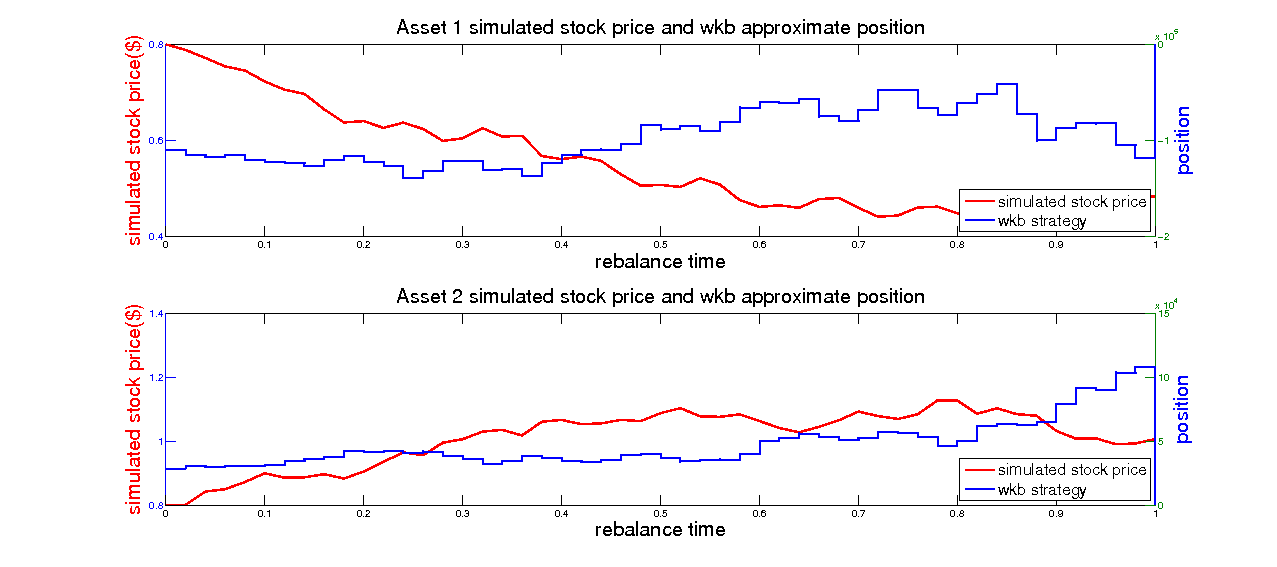 Asset 1 simulated stock price and wkb approximate position
x 10
0.8
0
simulated stock price($)
0.6
-1
position
simulated stock price
wkb strategy
0.4
-2
0 0.1 0.2 0.3 0.4 0.5 0.6 0.7 0.8 0.9 1
rebalance time
Asset 2 simulated stock price and wkb approximate position
x 10^4
1.4
15
simulated stock price($)
1.2
10
position
1
5
simulated stock price
wkb strategy
0.8
0
0 0.1 0.2 0.3 0.4 0.5 0.6 0.7 0.8 0.9 1
rebalance time